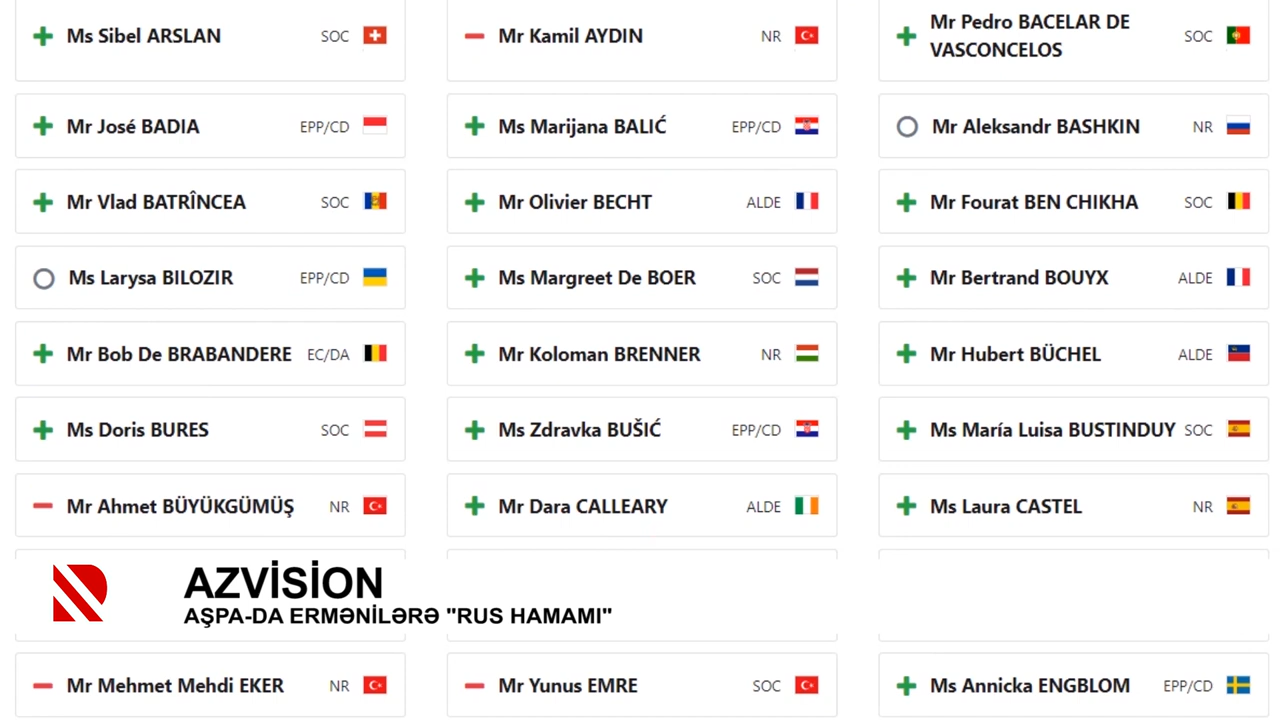 Ms Sibel ARSLAN SOC
Mr Kamil AYDIN NR
Mr Pedro BACELAR DE
VASCONCELOS SOC
Mr José BADIA EPP/CD
Ms Marijana BALIĆ EPP/CD
Mr Aleksandr BASHKIN NR
Mr Vlad BATRÎNCEA SOC
Mr Olivier BECHT ALDE
Mr Fourat BEN CHIKHA SOC
Ms Larysa BILOZIR EPP/CD
Ms Margreet De BOER SOC
Mr Bertrand BOUYX ALDE
Mr Bob De BRABANDERE EC/DA
Mr Koloman BRENNER NR
Mr Hubert BÜCHEL ALDE
Ms Doris BURES SOC
Ms Zdravka BUŠIĆ EPP/CD
Ms María Luisa BUSTINDUY SOC
Mr Ahmet BÜYÜKGÜMÜŞ NR
Mr Dara CALLEARY ALDE
Ms Laura CASTEL NR
AZVİSİON
AŞPA-DA ERMƏNİLƏRƏ "RUS HAMAMI"
Mr Mehmet Mehdi EKER NR
Mr Yunus EMRE SOC
Ms Annicka ENGBLOM EPP/CD